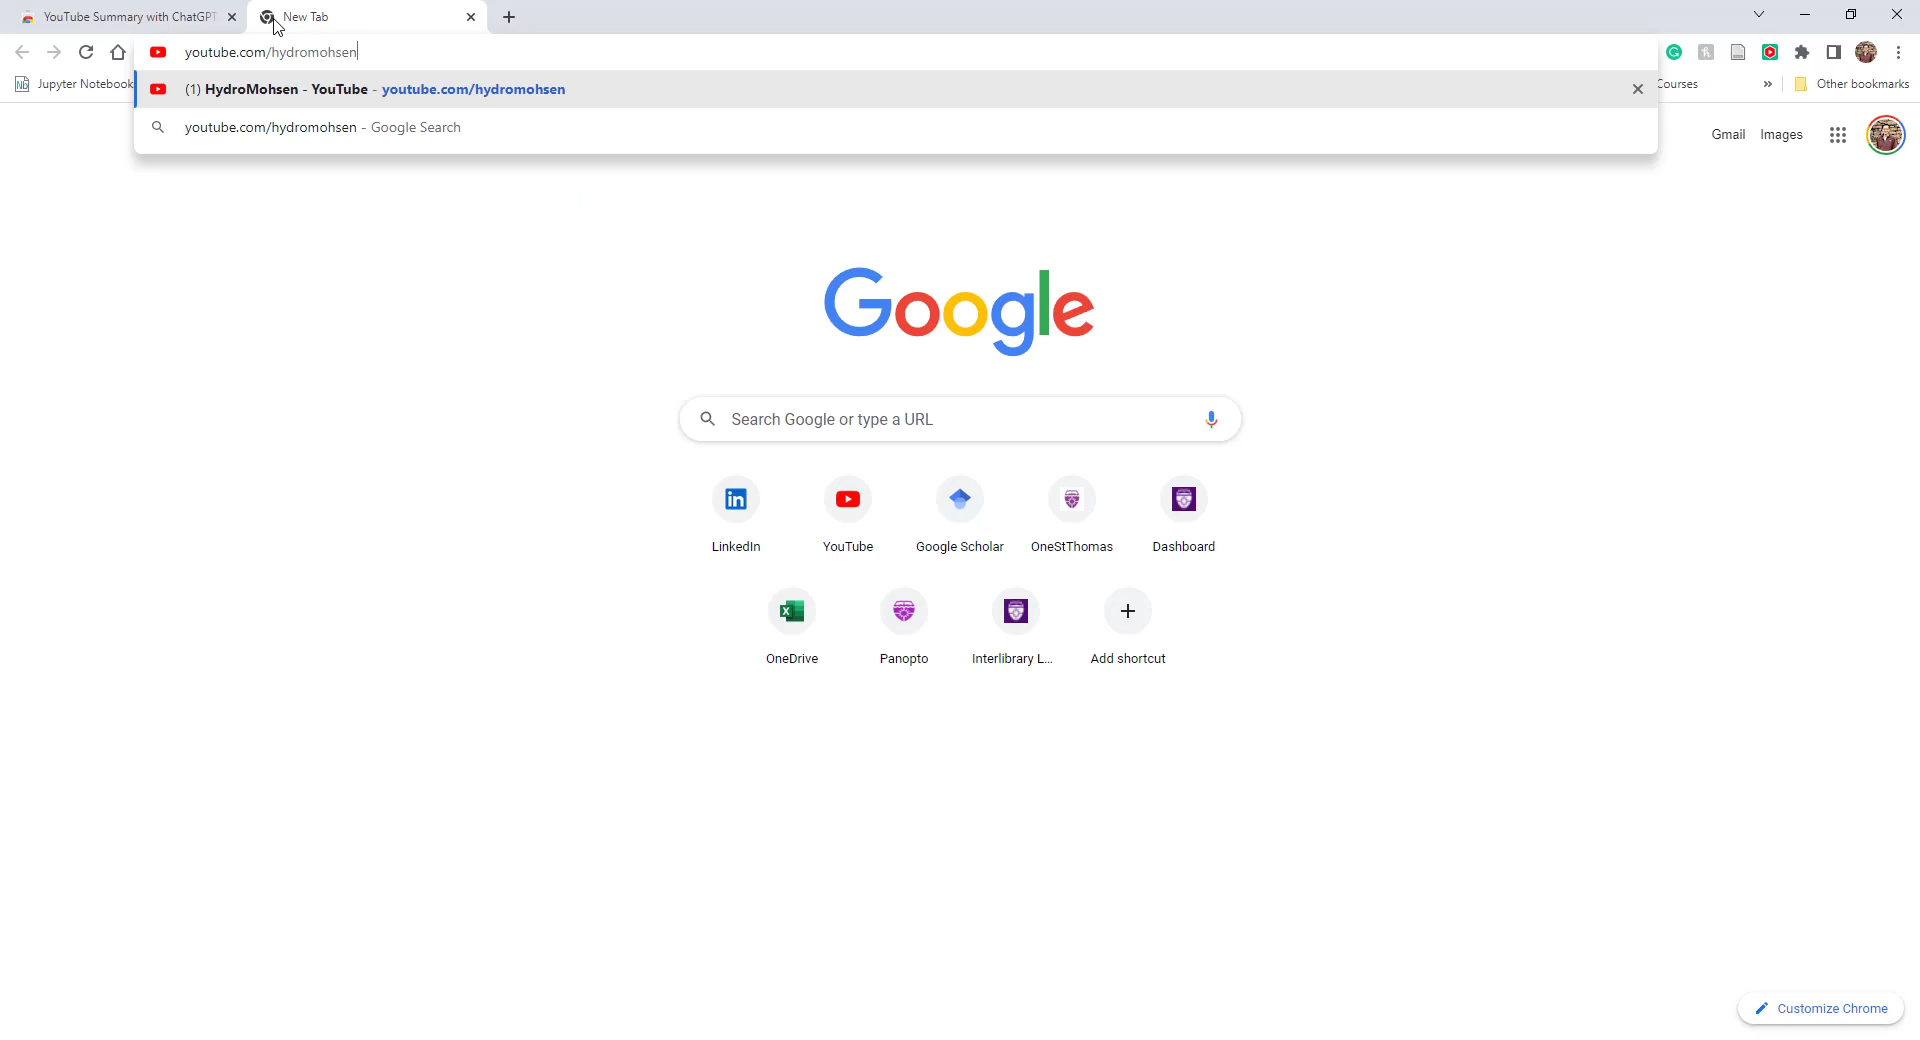 YouTube Summary with ChatGPT
New Tab
youtube.com/hydromohsen
Jupyter Notebook
(1) HydroMohsen - YouTube - youtube.com/hydromohsen
Courses
»
Other bookmarks
youtube.com/hydromohsen - Google Search
Gmail
Images
Google
Search Google or type a URL
LinkedIn
YouTube
Google Scholar
OneStThomas
Dashboard
OneDrive
Panopto
Interlibrary L...
Add shortcut
Customize Chrome